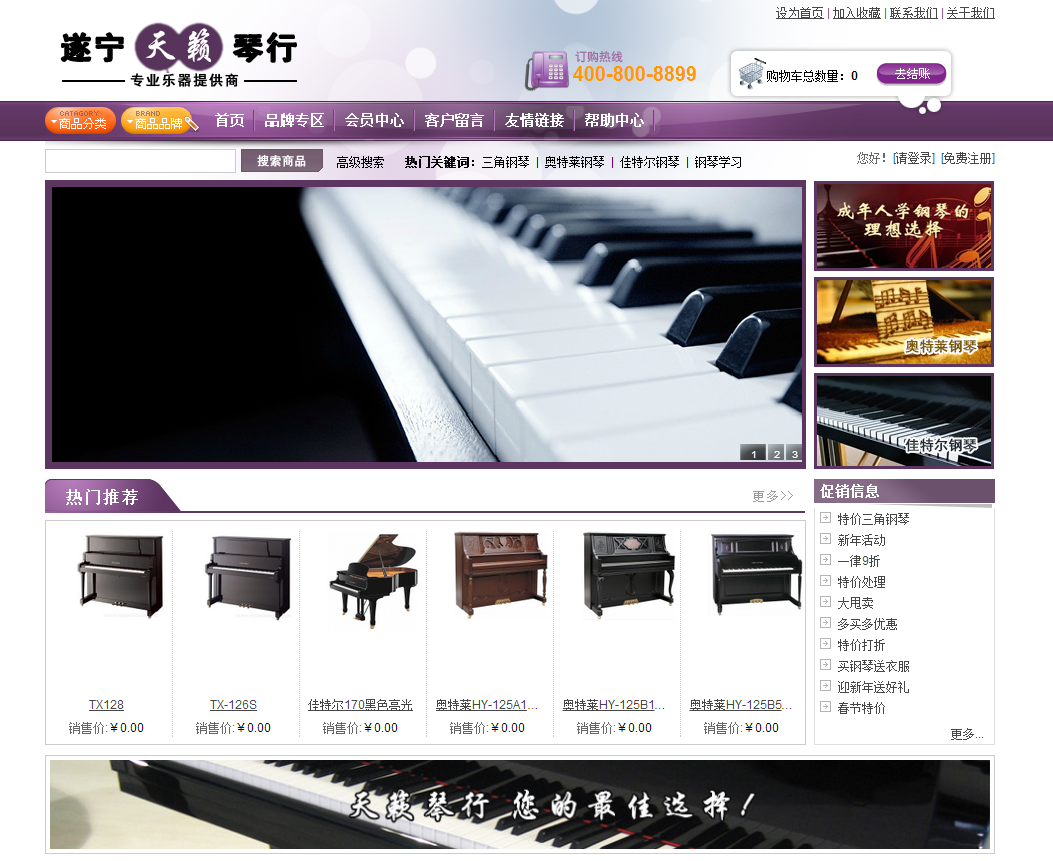 设为首页 | 加入收藏 | 联系我们 | 关于我们
遂宁 天籁 琴行
专业乐器提供商
订购热线
400-800-8899
购物车总数量：0 去结账
CATAGORY
商品分类
BRAND
商品品牌
首页 品牌专区 会员中心 客户留言 友情链接 帮助中心
搜索商品 高级搜索 热门关键词：三角钢琴 | 奥特莱钢琴 | 佳特尔钢琴 | 钢琴学习
您好！[请登录] [免费注册]
1 2 3
成年人学钢琴的
理想选择
奥特莱钢琴
佳特尔钢琴
热门推荐 更多>>
TX128
销售价:￥0.00
TX-126S
销售价:￥0.00
佳特尔170黑色亮光
销售价:￥0.00
奥特莱HY-125A1...
销售价:￥0.00
奥特莱HY-125B1...
销售价:￥0.00
奥特莱HY-125B5...
销售价:￥0.00
促销信息
特价三角钢琴
新年活动
一律9折
特价处理
大甩卖
多买多优惠
特价打折
买钢琴送衣服
迎新年送好礼
春节特价
更多...
天籁琴行 您的最佳选择！